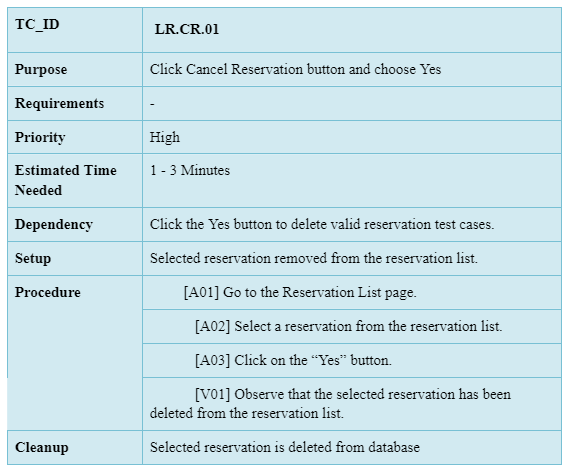 TC_ID
LR.CR.01
Purpose
Click Cancel Reservation button and choose Yes
Requirements
-
Priority
High
Estimated Time
Needed
1 - 3 Minutes
Dependency
Click the Yes button to delete valid reservation test cases.
Setup
Selected reservation removed from the reservation list.
Procedure
[A01] Go to the Reservation List page.
[A02] Select a reservation from the reservation list.
[A03] Click on the “Yes” button.
[V01] Observe that the selected reservation has been
deleted from the reservation list.
Cleanup
Selected reservation is deleted from database